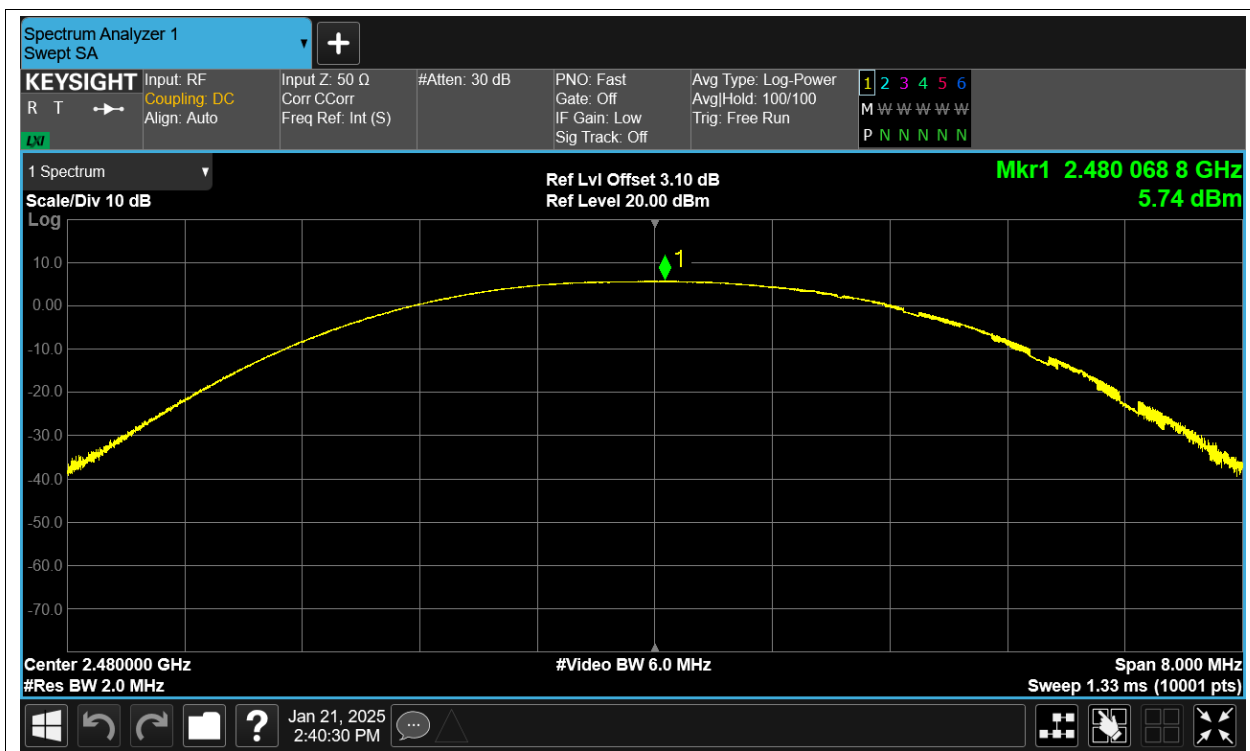 Spectrum Analyzer 1
Swept SA
KEYSIGHT
R T
LXI
Input: RF
Coupling: DC
Align: Auto
Input Z: 50 Ω
Corr CCorr
Freq Ref: Int (S)
#Atten: 30 dB
PNO: Fast
Gate: Off
IF Gain: Low
Sig Track: Off
Avg Type: Log-Power
Avg|Hold: 100/100
Trig: Free Run
1 2 3 4 5 6
M W W W W W W
P N N N N N
1 Spectrum
Scale/Div 10 dB
Log
Ref Lvl Offset 3.10 dB
Ref Level 20.00 dBm
Mkr1 2.480 068 8 GHz
5.74 dBm
1
10.0
0.00
-10.0
-20.0
-30.0
-40.0
-50.0
-60.0
-70.0
Center 2.480000 GHz
#Res BW 2.0 MHz
#Video BW 6.0 MHz
Span 8.000 MHz
Sweep 1.33 ms (10001 pts)
?
Jan 21, 2025
2:40:30 PM